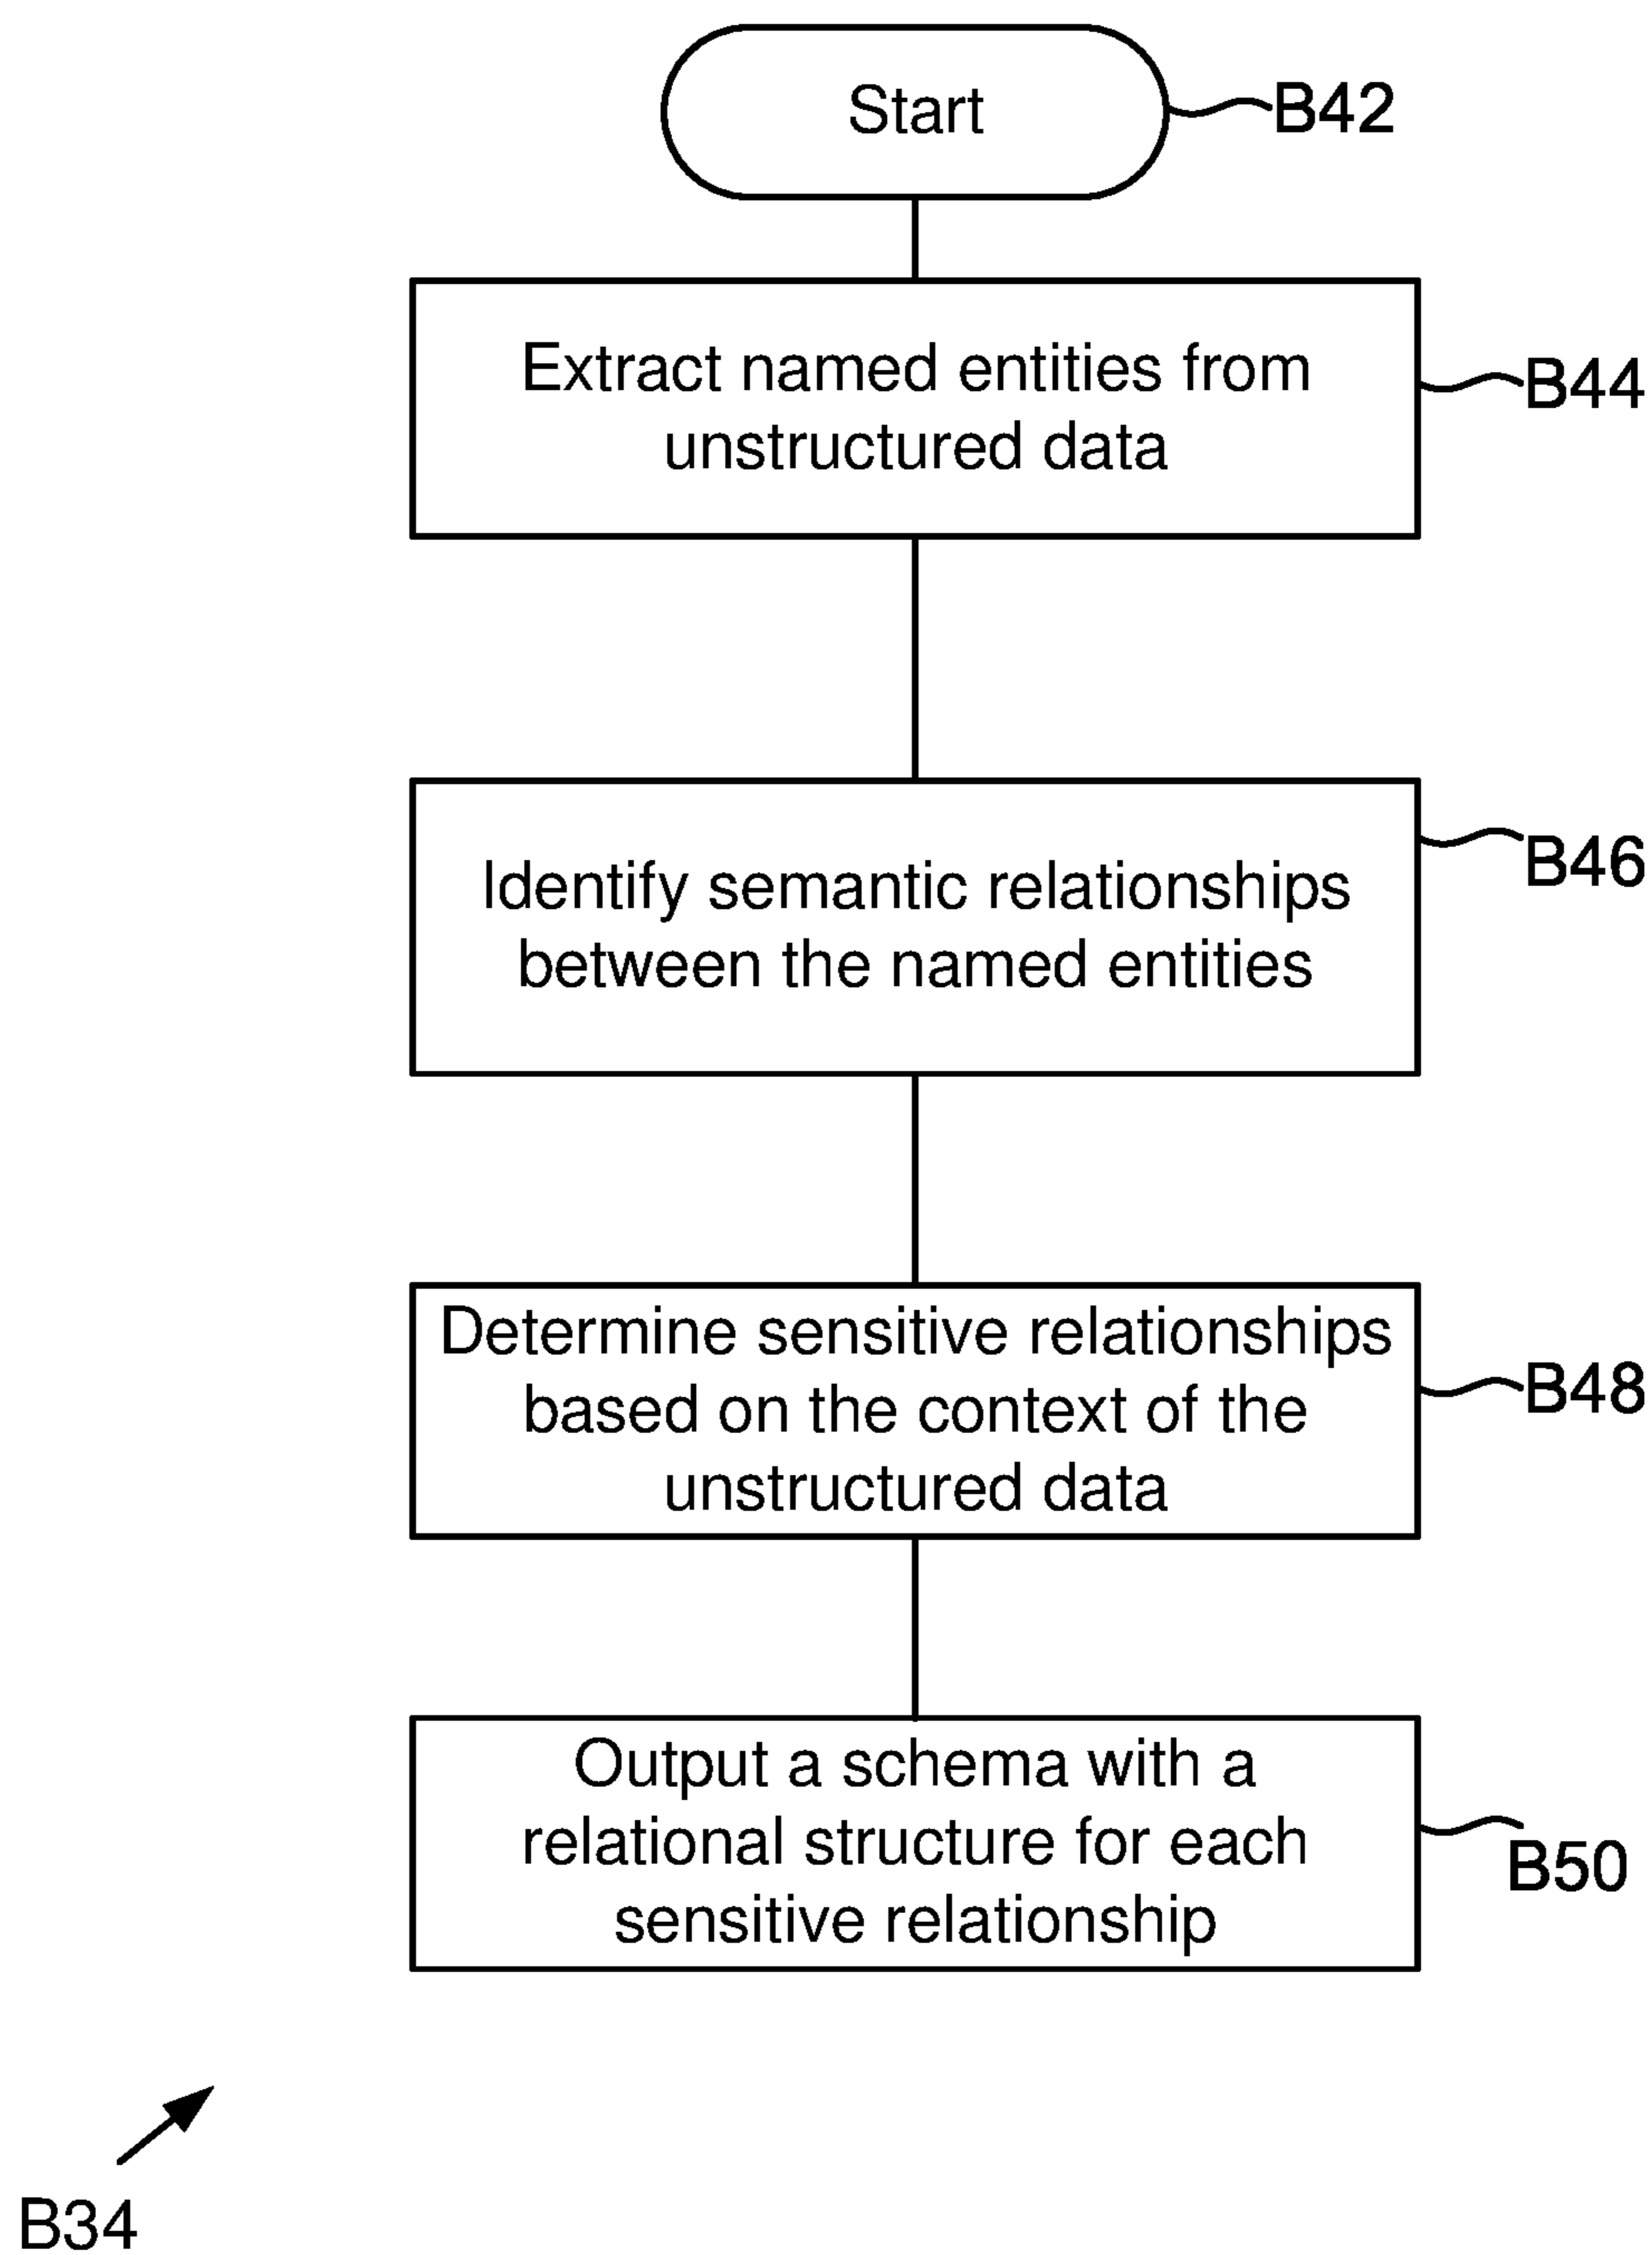 Start
B42
Extract named entities from
unstructured data
B44
Identify semantic relationships
between the named entities
B46
Determine sensitive relationships
based on the context of the
unstructured data
B48
Output a schema with a
relational structure for each
sensitive relationship
B50
B34